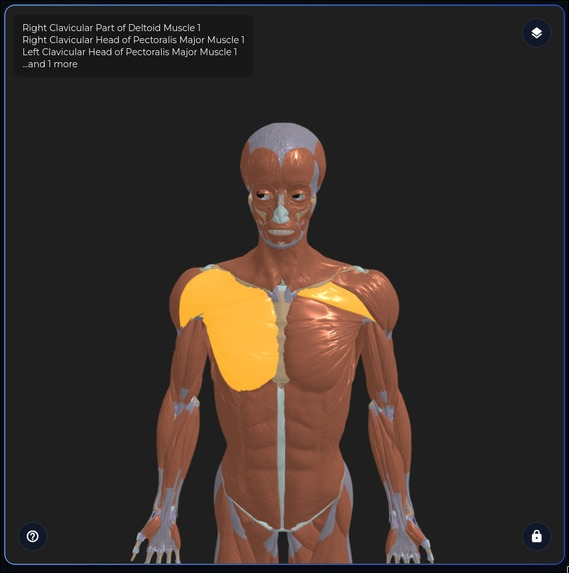 Right Clavicular Part of Deltoid Muscle 1
Right Clavicular Head of Pectoralis Major Muscle 1
Left Clavicular Head of Pectoralis Major Muscle 1
...and 1 more